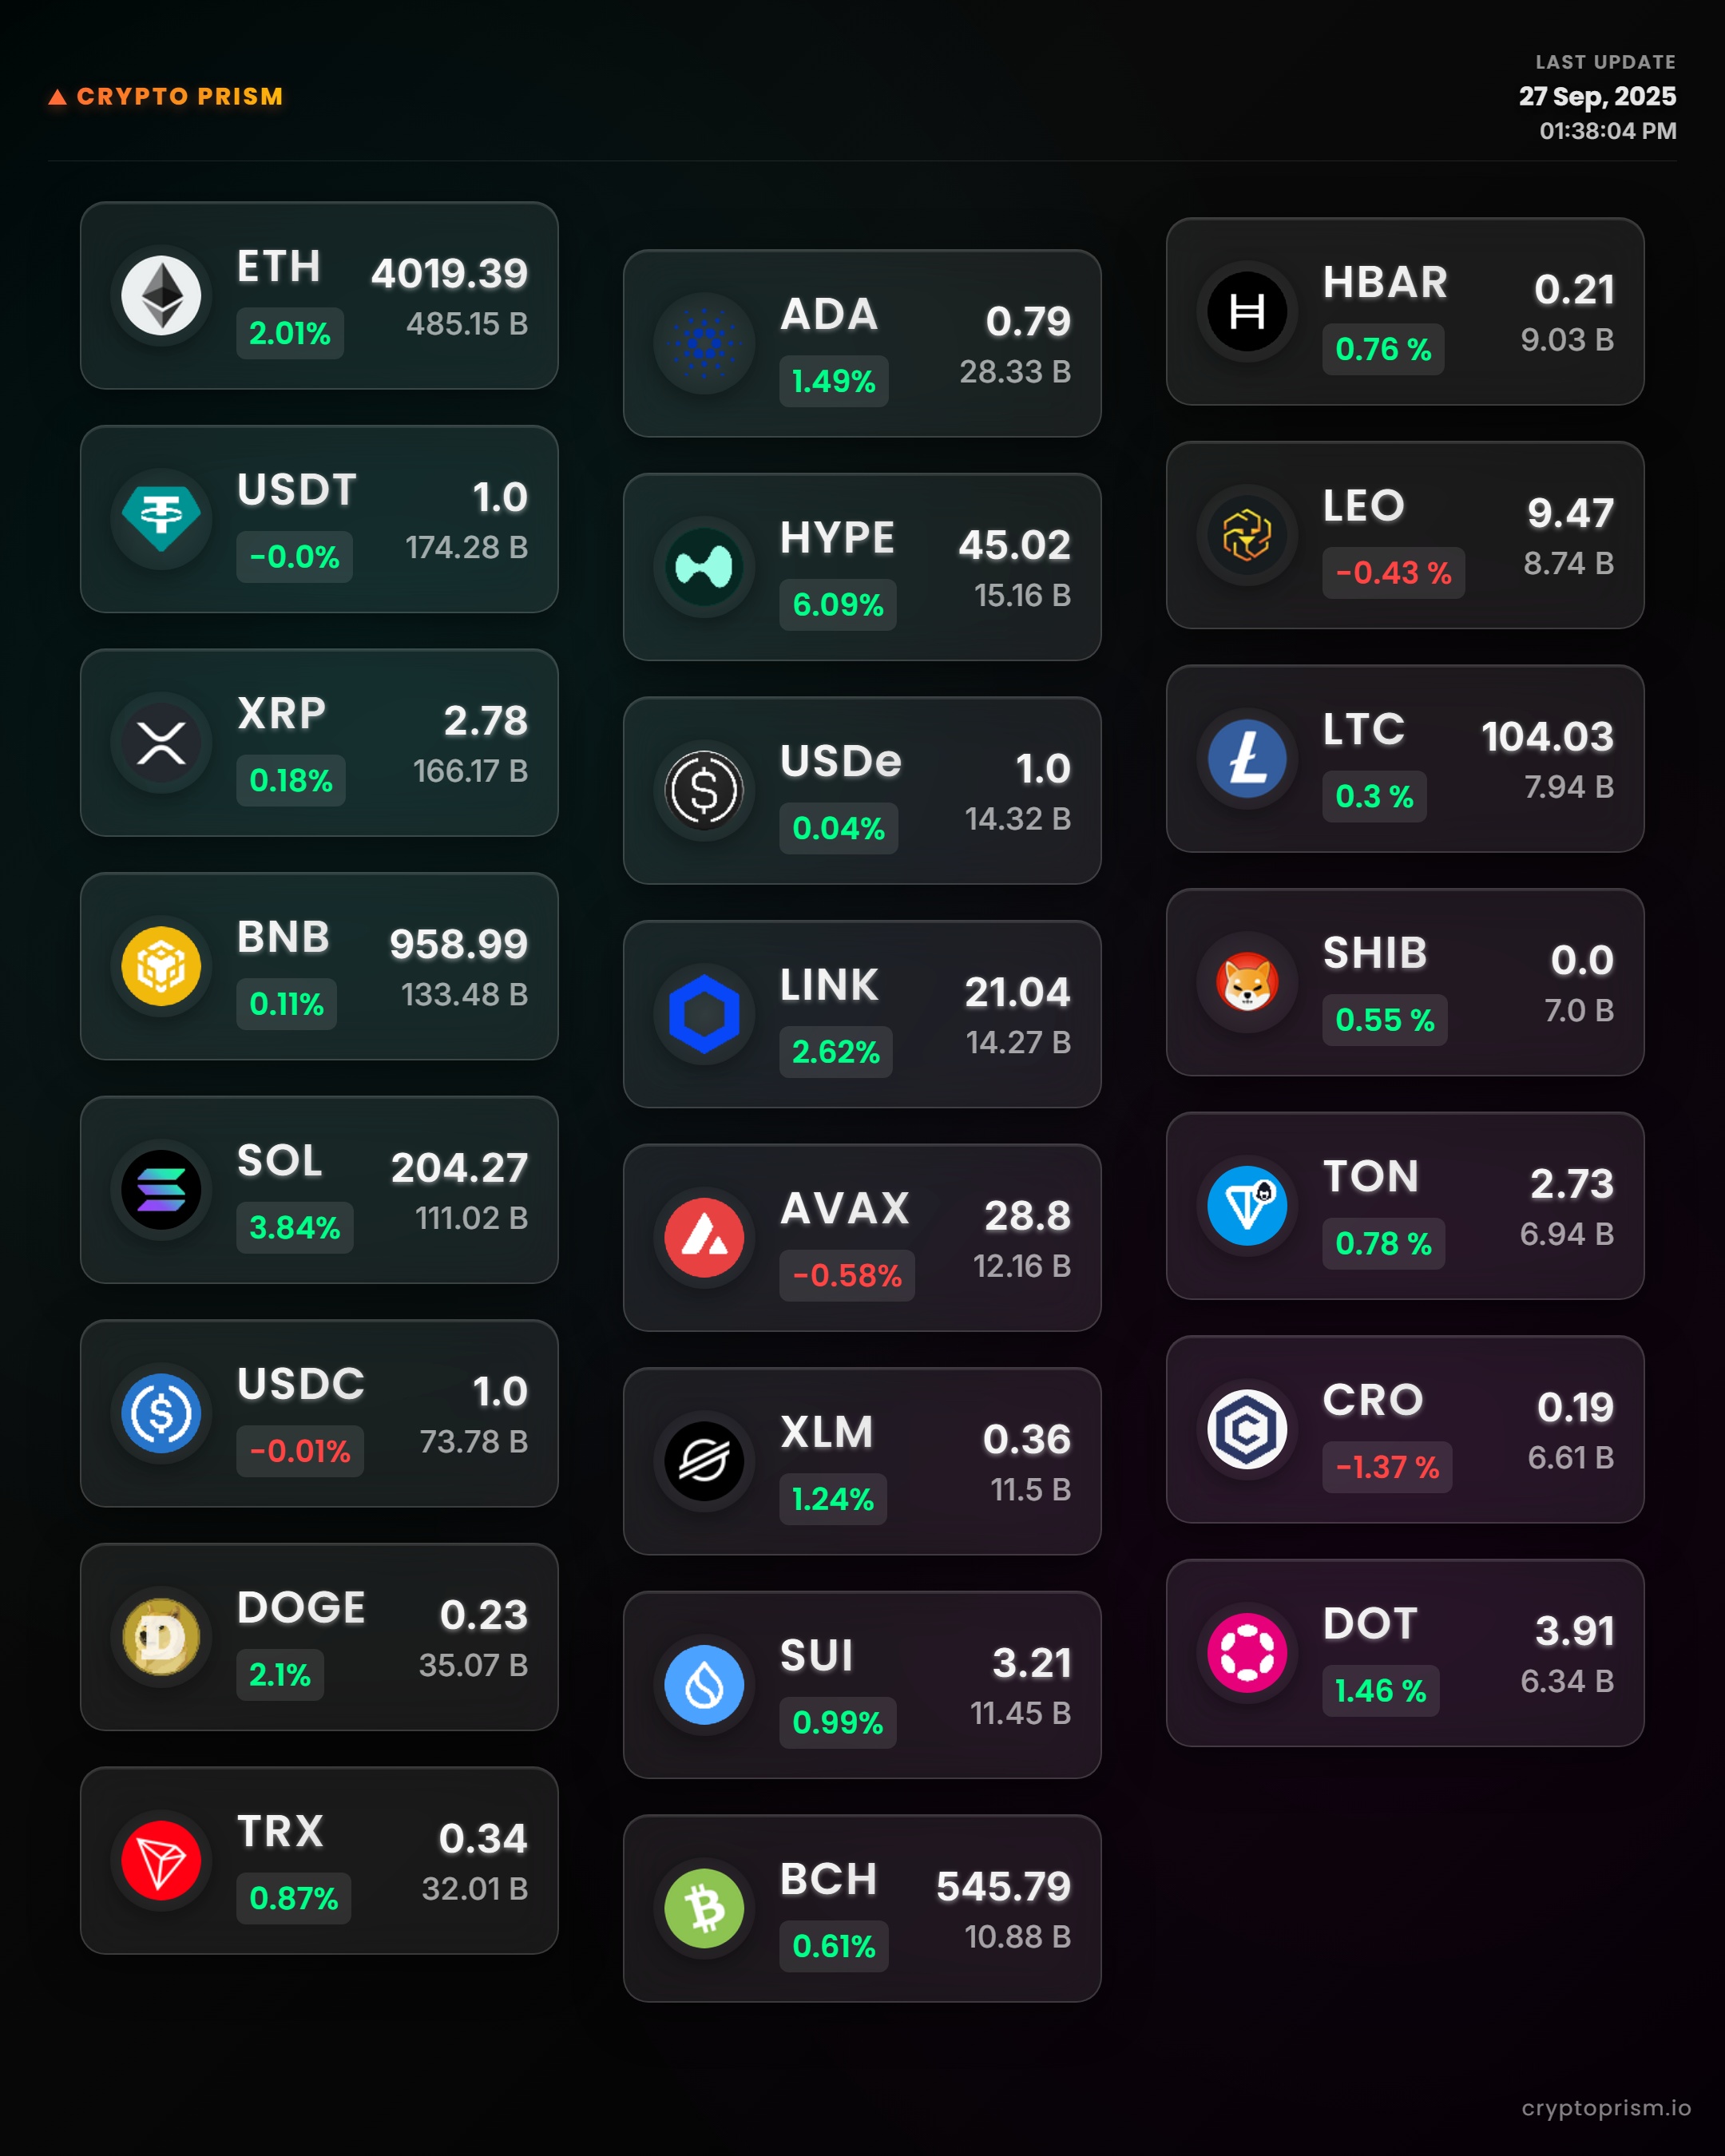 ▲ CRYPTO PRISM
LAST UPDATE
27 Sep, 2025
01:38:04 PM
ETH 4019.39
2.01% 485.15 B
USDT 1.0
-0.0% 174.28 B
XRP 2.78
0.18% 166.17 B
BNB 958.99
0.11% 133.48 B
SOL 204.27
3.84% 111.02 B
USDC 1.0
-0.01% 73.78 B
DOGE 0.23
2.1% 35.07 B
TRX 0.34
0.87% 32.01 B
ADA 0.79
1.49% 28.33 B
HYPE 45.02
6.09% 15.16 B
USDe 1.0
0.04% 14.32 B
LINK 21.04
2.62% 14.27 B
AVAX 28.8
-0.58% 12.16 B
XLM 0.36
1.24% 11.5 B
SUI 3.21
0.99% 11.45 B
BCH 545.79
0.61% 10.88 B
HBAR 0.21
0.76 % 9.03 B
LEO 9.47
-0.43 % 8.74 B
LTC 104.03
0.3 % 7.94 B
SHIB 0.0
0.55 % 7.0 B
TON 2.73
0.78 % 6.94 B
CRO 0.19
-1.37 % 6.61 B
DOT 3.91
1.46 % 6.34 B
cryptoprism.io